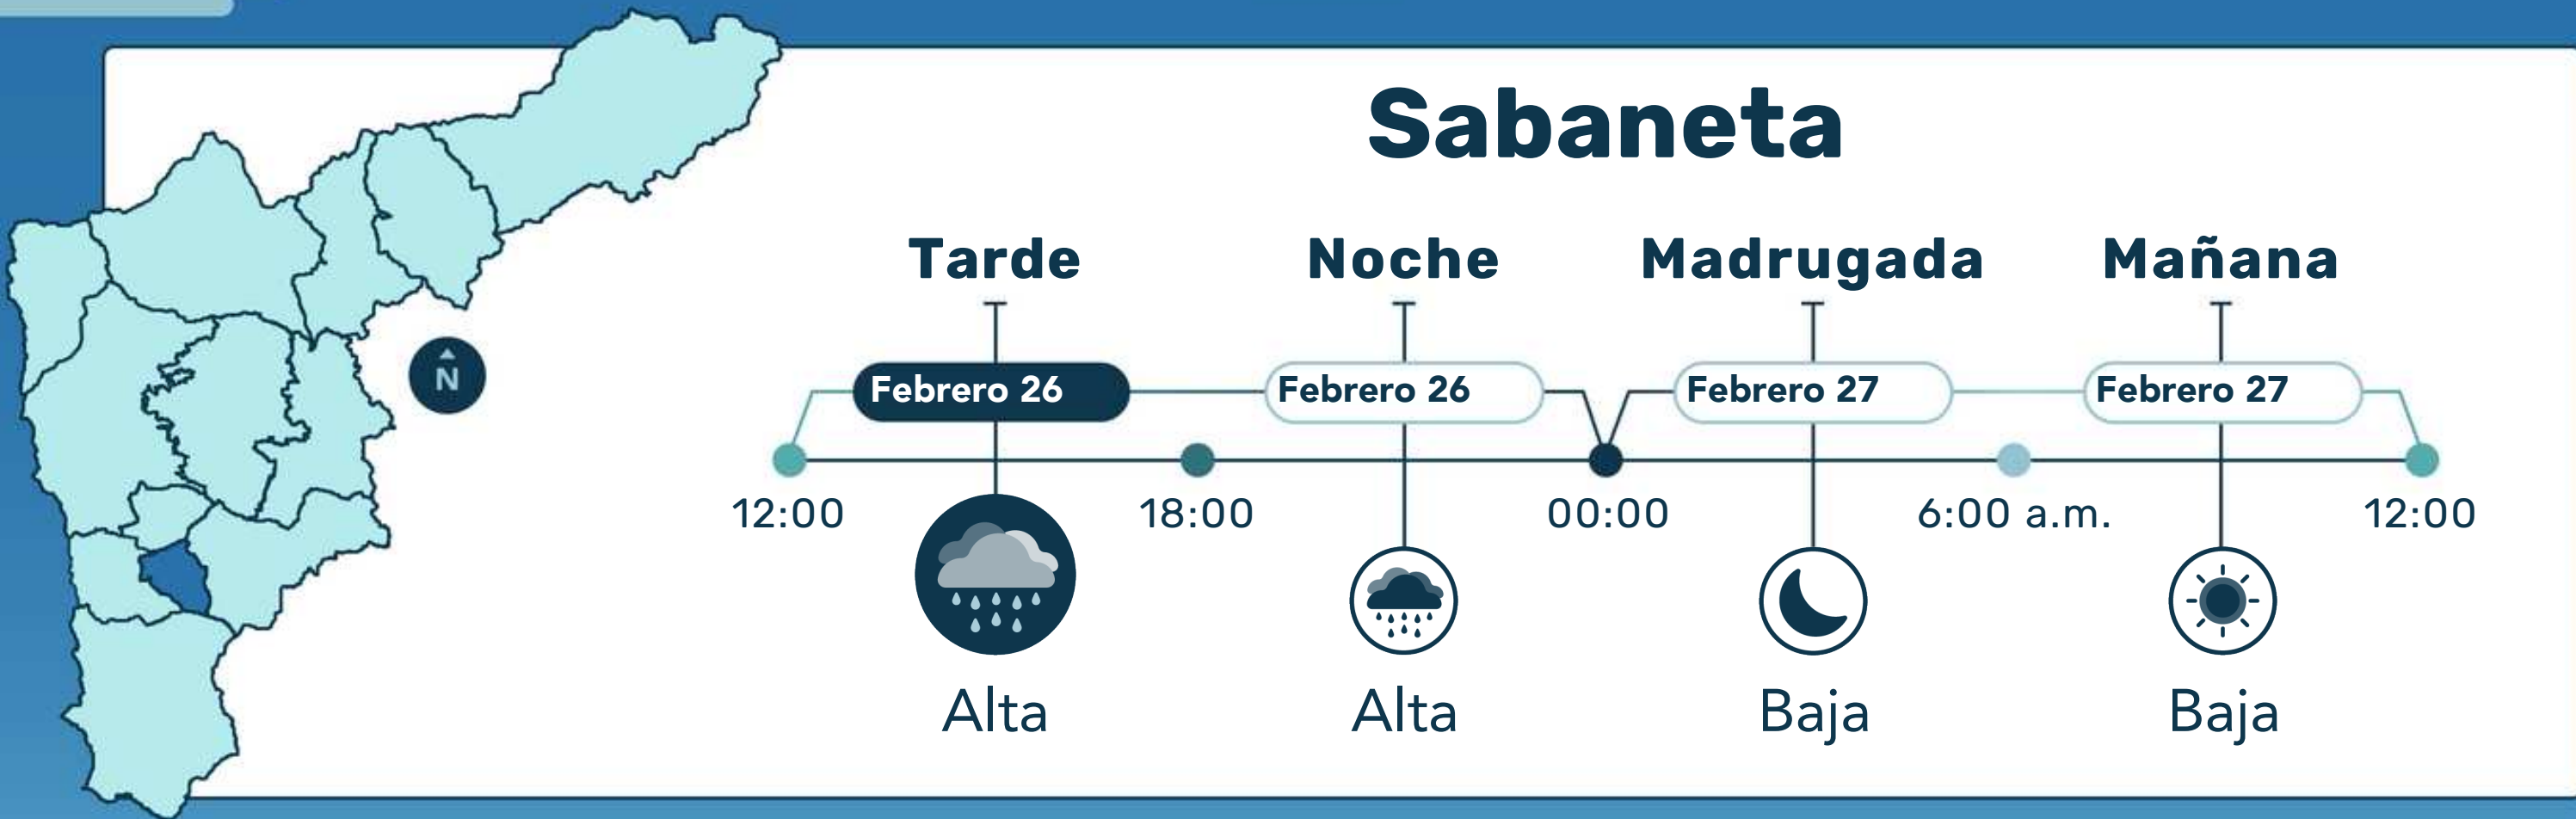 Sabaneta
Tarde Noche Madrugada Mañana
Febrero 26 Febrero 26 Febrero 27 Febrero 27
N
12:00 18:00 00:00 6:00 a.m. 12:00
Alta Alta Baja Baja